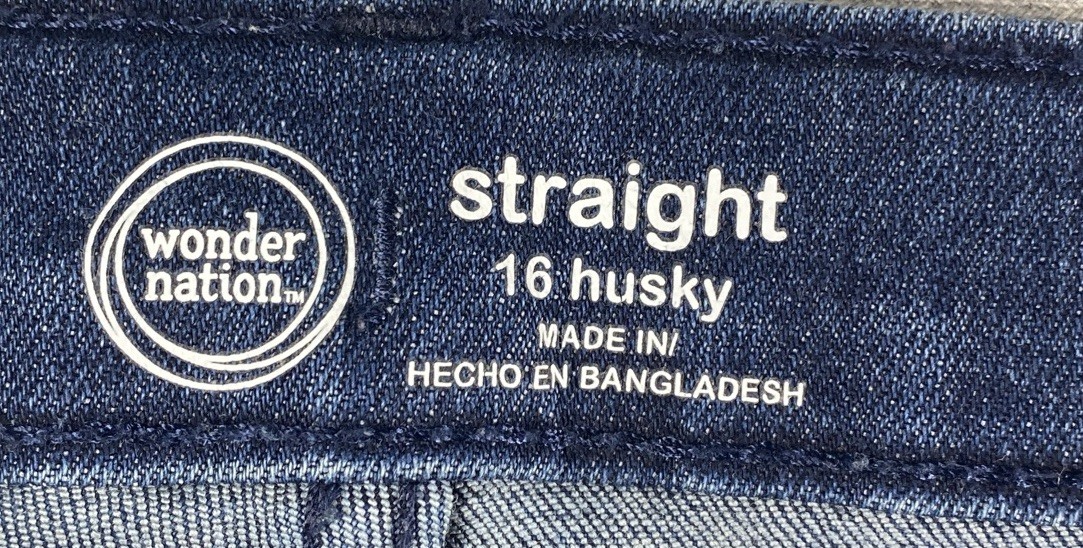 wonder
nation™
straight
16 husky
MADE IN/
HECHO EN BANGLADESH